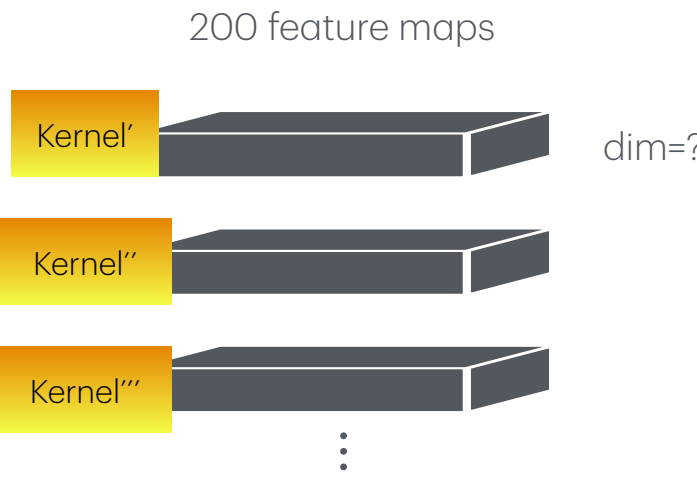 200 feature maps
Kernel′
dim=?
Kernel′′
Kernel′′′